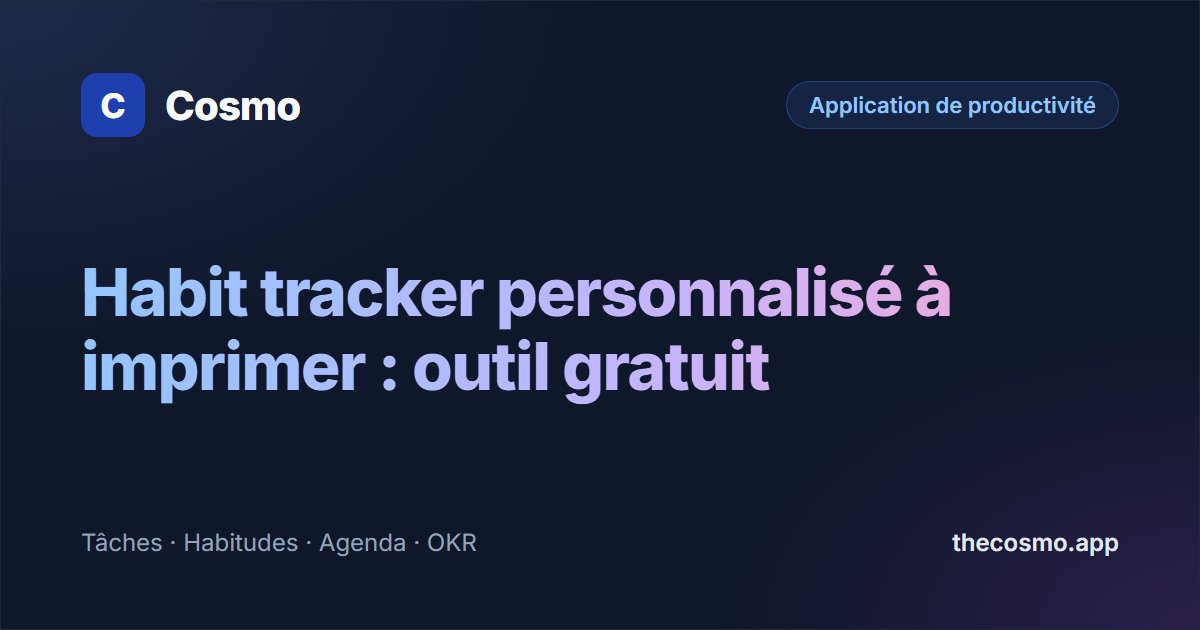 C Cosmo
Application de productivité
Habit tracker personnalisé à
imprimer : outil gratuit
Tâches · Habitudes · Agenda · OKR
thecosmo.app